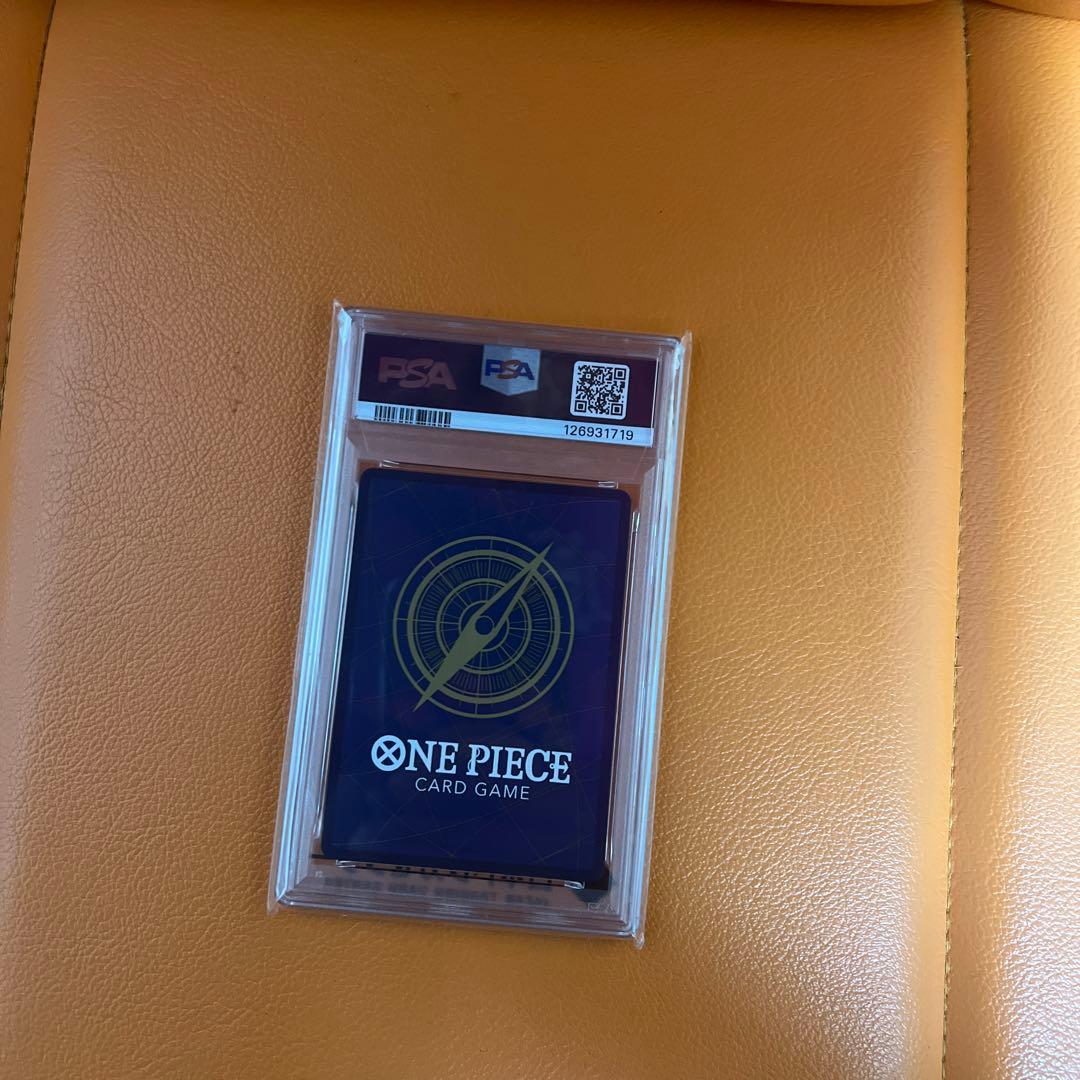 PSA
PSA
126931719
ONE PIECE
CARD GAME